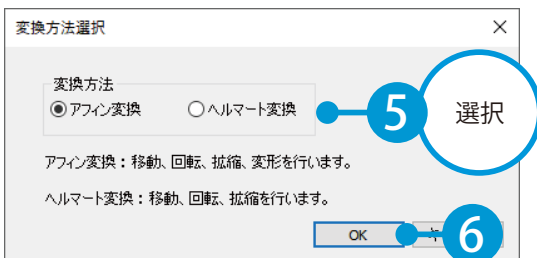 変換方法選択
変換方法
アフィン変換 ヘルマート変換
5 選択
アフィン変換：移動、回転、拡縮、変形を行います。
ヘルマート変換：移動、回転、拡縮を行います。
OK
6